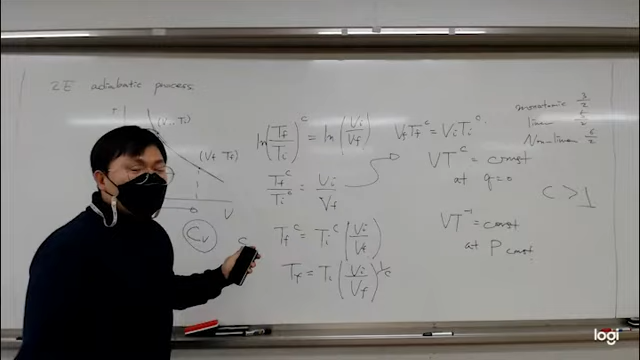 2E adiabatic process
(Vi, Ti)
(Vf Tf)
V
Cv
ln(Tf/Ti)^c = ln(Vi/Vf)
Tf^c/Ti^c = Vi/Vf
Tf^c = Ti^c (Vi/Vf)
Tf = Ti (Vi/Vf)^1/c
Vf Tf^c = Vi Ti^c
VT^c = const
at q=0
VT^-1 = const
at P const
monatomic 3/2
linear 5/2
Non-linear 6/2
C > 1
logi